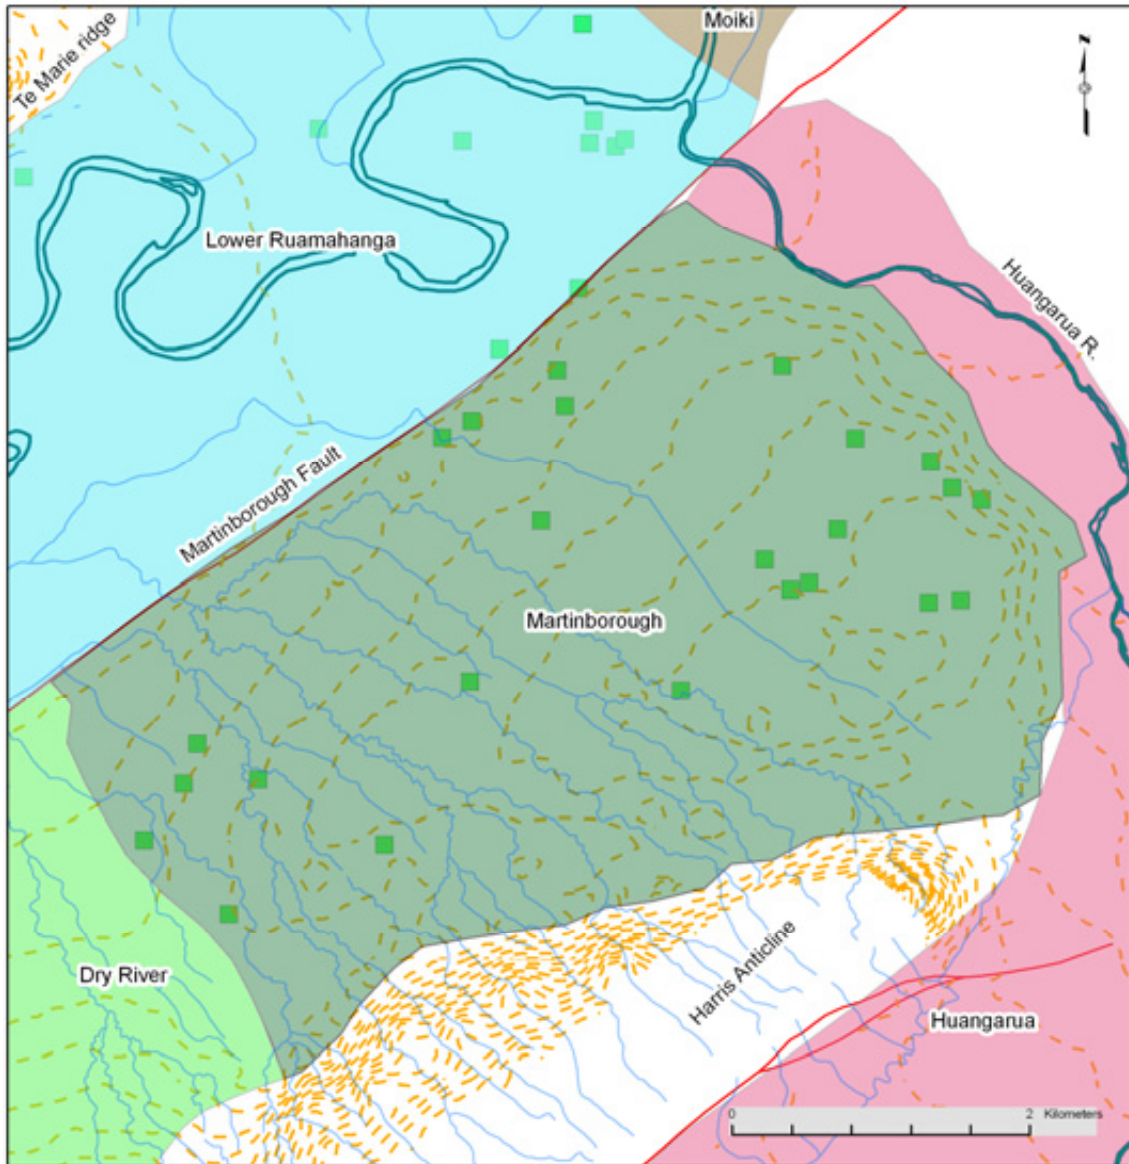 Moiki
Te Marie ridge
z
Lower Ruamahanga
Huangarua R.
Martinborough Fault
Martinborough
Dry River
Harris Anticline
Huangarua
0 2 Kilometers